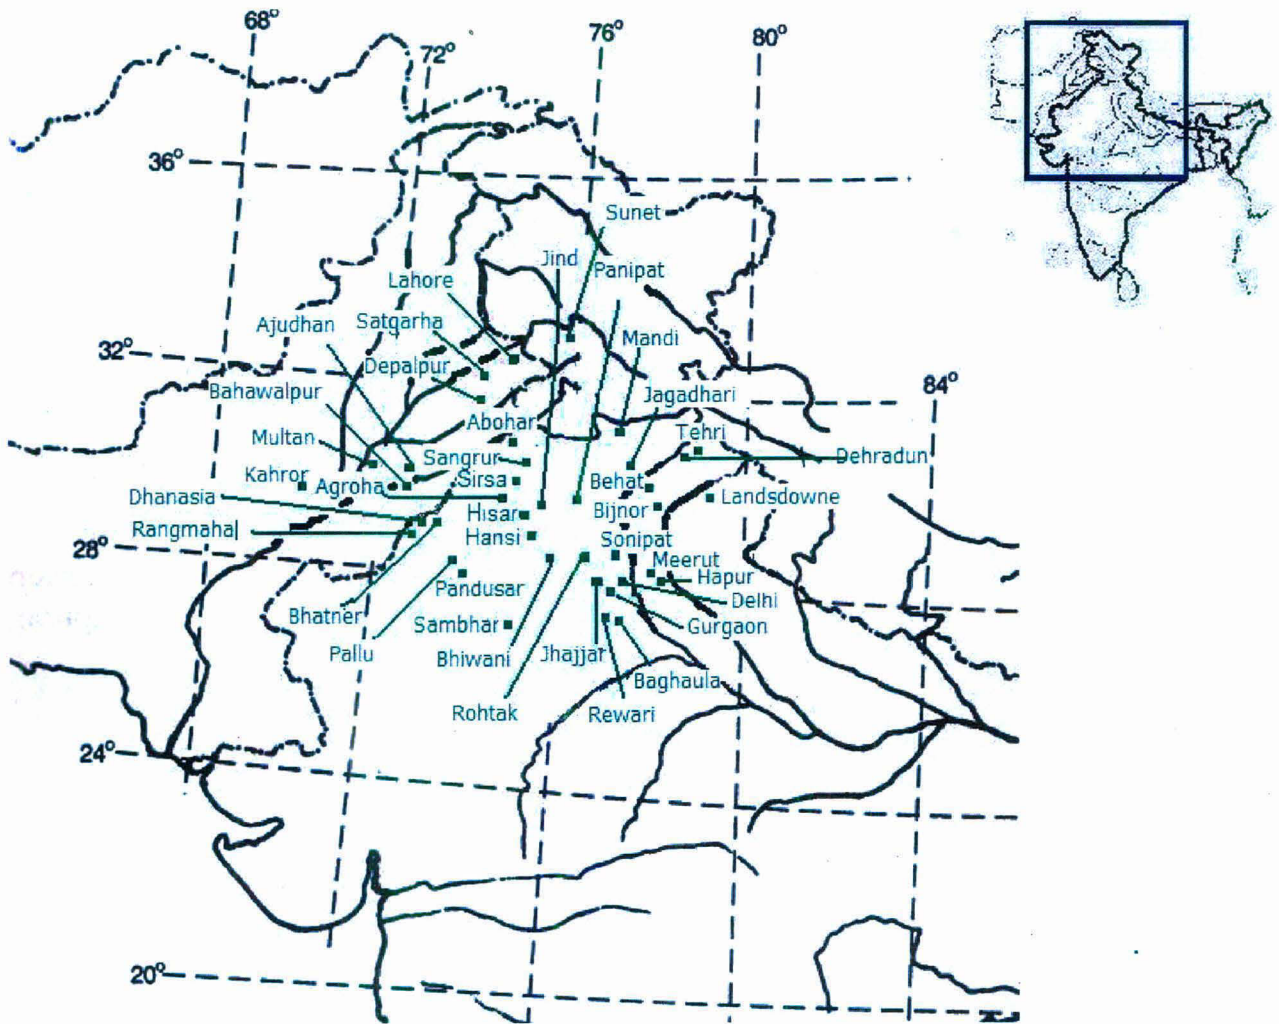 68°
76°
80°
72°
36°
Sunet
Jind
Panipat
Lahore
Ajudhan
Satgarha
Mandi
32°
Depalpur
84°
Bahawalpur
Jagadhari
Abohar
Tehri
Multan
Sangrur
Dehradun
Kahror
Agroha
Sirsa
Behat
Dhanasia
Landsdowne
Hisar
Bijnor
Rangmahal
Hansi
Sonipat
28°
Meerut
Hapur
Pandusar
Delhi
Bhatner
Sambhar
Gurgaon
Pallu
Bhiwani
Jhajjar
Baghaula
Rohtak
Rewari
24°
20°